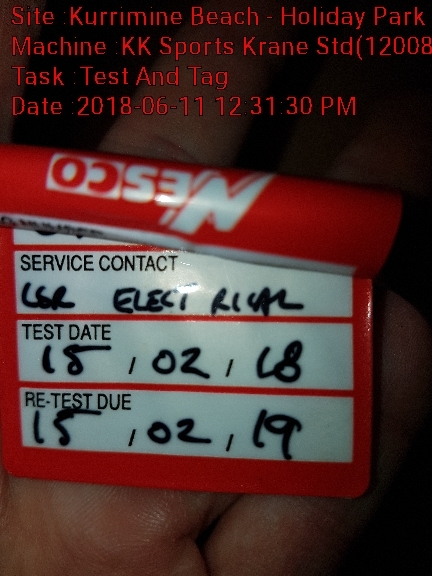 Site :Kurrimine Beach - Holiday Park
Machine :KK Sports Krane Std(12008
Task :Test And Tag
Date :2018-06-11 12:31:30 PM
NESCO
SERVICE CONTACT
ELECTRICAL
TEST DATE
15 / 02 / 18
RE-TEST DUE
15 / 02 / 19